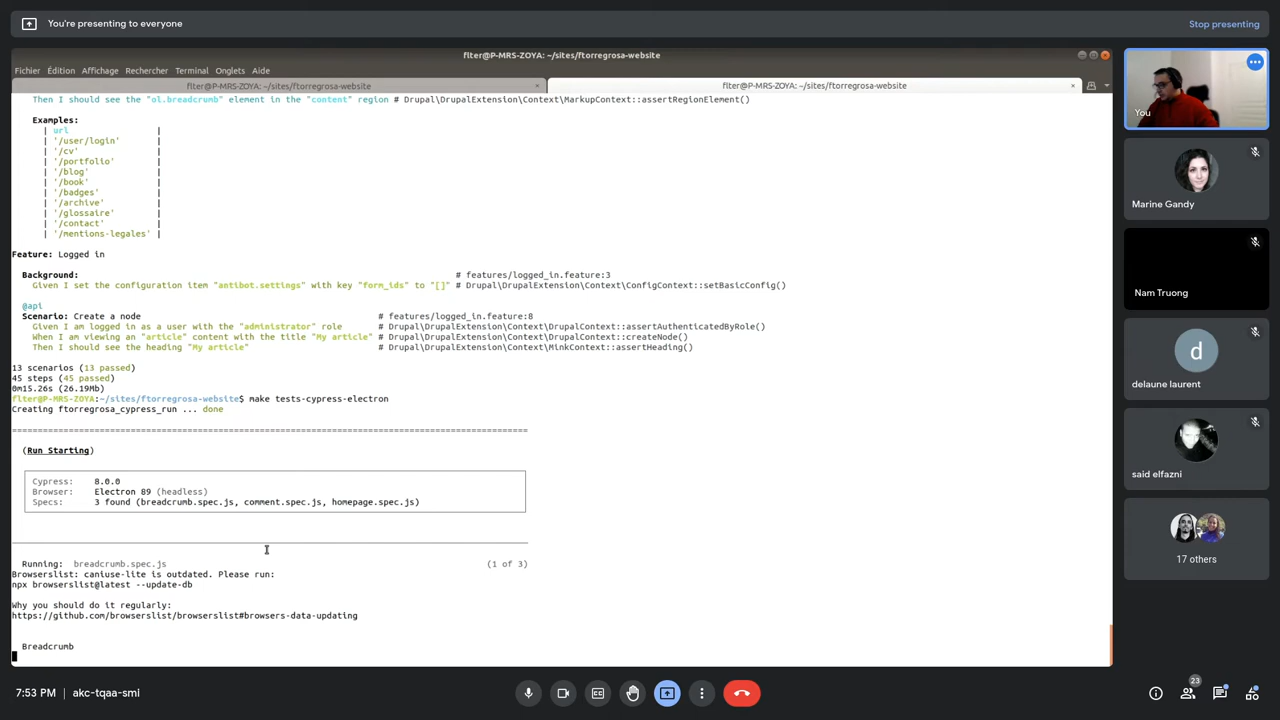 You're presenting to everyone
Stop presenting
flter@P-MRS-ZOYA: ~/sites/ftorregrosa-website
Fichier Édition Affichage Rechercher Terminal Onglets Aide
flter@P-MRS-ZOYA: ~/sites/ftorregrosa-website × flter@P-MRS-ZOYA: ~/sites/ftorregrosa-website ×
Then I should see the "ol.breadcrumb" element in the "content" region # Drupal\DrupalExtension\Context\MarkupContext::assertRegionElement()
Examples:
| url |
| '/user/login' |
| '/cv' |
| '/portfolio' |
| '/blog' |
| '/book' |
| '/badges' |
| '/archive' |
| '/glossaire' |
| '/contact' |
| '/mentions-legales' |
Feature: Logged in
Background: # features/logged_in.feature:3
Given I set the configuration item "antibot.settings" with key "form_ids" to "[]" # Drupal\DrupalExtension\Context\ConfigContext::setBasicConfig()
@api
Scenario: Create a node # features/logged_in.feature:8
Given I am logged in as a user with the "administrator" role # Drupal\DrupalExtension\Context\DrupalContext::assertAuthenticatedByRole()
When I am viewing an "article" content with the title "My article" # Drupal\DrupalExtension\Context\DrupalContext::createNode()
Then I should see the heading "My article" # Drupal\DrupalExtension\Context\MinkContext::assertHeading()
13 scenarios (13 passed)
45 steps (45 passed)
0m15.26s (26.19Mb)
flter@P-MRS-ZOYA:~/sites/ftorregrosa-website$ make tests-cypress-electron
Creating ftorregrosa_cypress_run ... done
====================================================================================================
(Run Starting)
Cypress: 8.0.0
Browser: Electron 89 (headless)
Specs: 3 found (breadcrumb.spec.js, comment.spec.js, homepage.spec.js)
Running: breadcrumb.spec.js (1 of 3)
Browserslist: caniuse-lite is outdated. Please run:
npx browserslist@latest --update-db
Why you should do it regularly:
https://github.com/browserslist/browserslist#browsers-data-updating
Breadcrumb
You
Marine Gandy
Nam Truong
d
delaune laurent
said elfazni
17 others
7:53 PM | akc-tqaa-smi
23